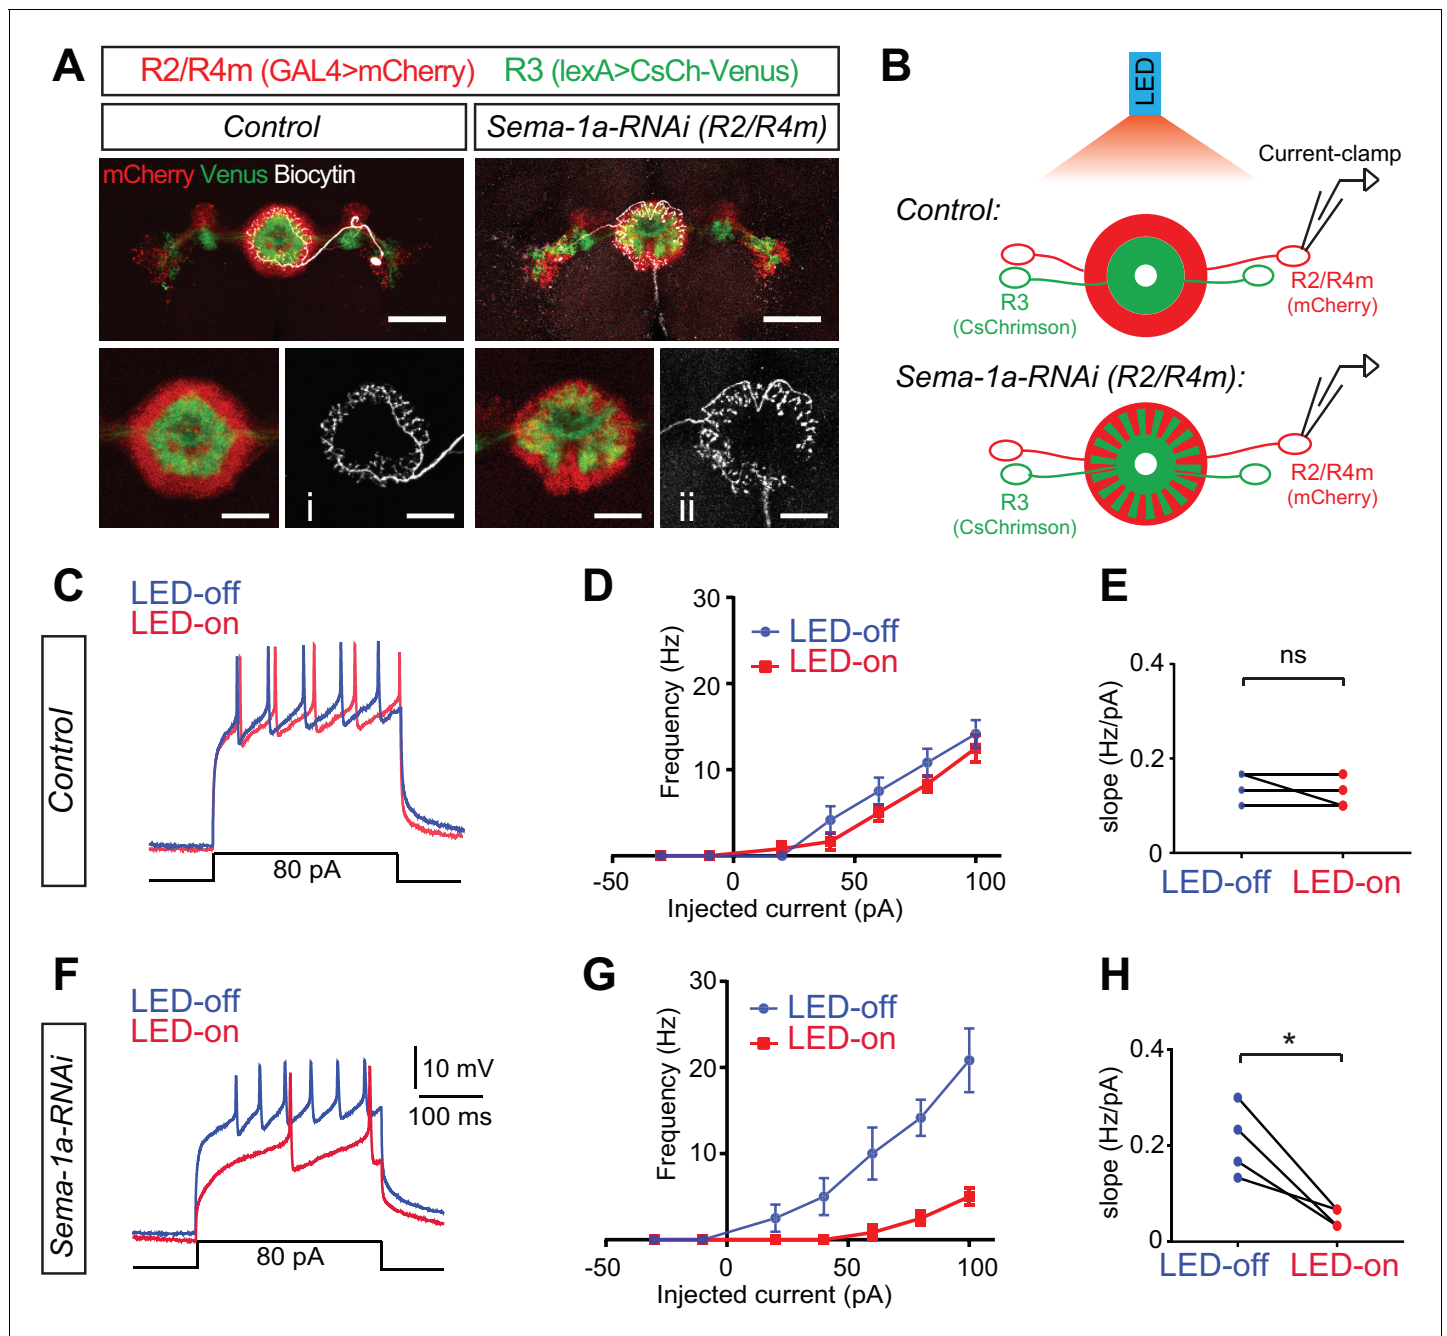 A
R2/R4m (GAL4>mCherry) R3 (lexA>CsCh-Venus)
Control
Sema-1a-RNAi (R2/R4m)
mCherry Venus Biocytin
i
ii
B
LED
Current-clamp
Control:
R3
(CsChrimson)
R2/R4m
(mCherry)
Sema-1a-RNAi (R2/R4m):
R3
(CsChrimson)
R2/R4m
(mCherry)
C
Control
LED-off
LED-on
80 pA
D
Frequency (Hz)
30
20
10
LED-off
LED-on
-50
0
50
100
Injected current (pA)
E
slope (Hz/pA)
0.4
0.2
0
ns
LED-off
LED-on
F
Sema-1a-RNAi
LED-off
LED-on
10 mV
100 ms
80 pA
G
Frequency (Hz)
30
20
10
LED-off
LED-on
-50
0
50
100
Injected current (pA)
H
slope (Hz/pA)
0.4
0.2
0
*
LED-off
LED-on